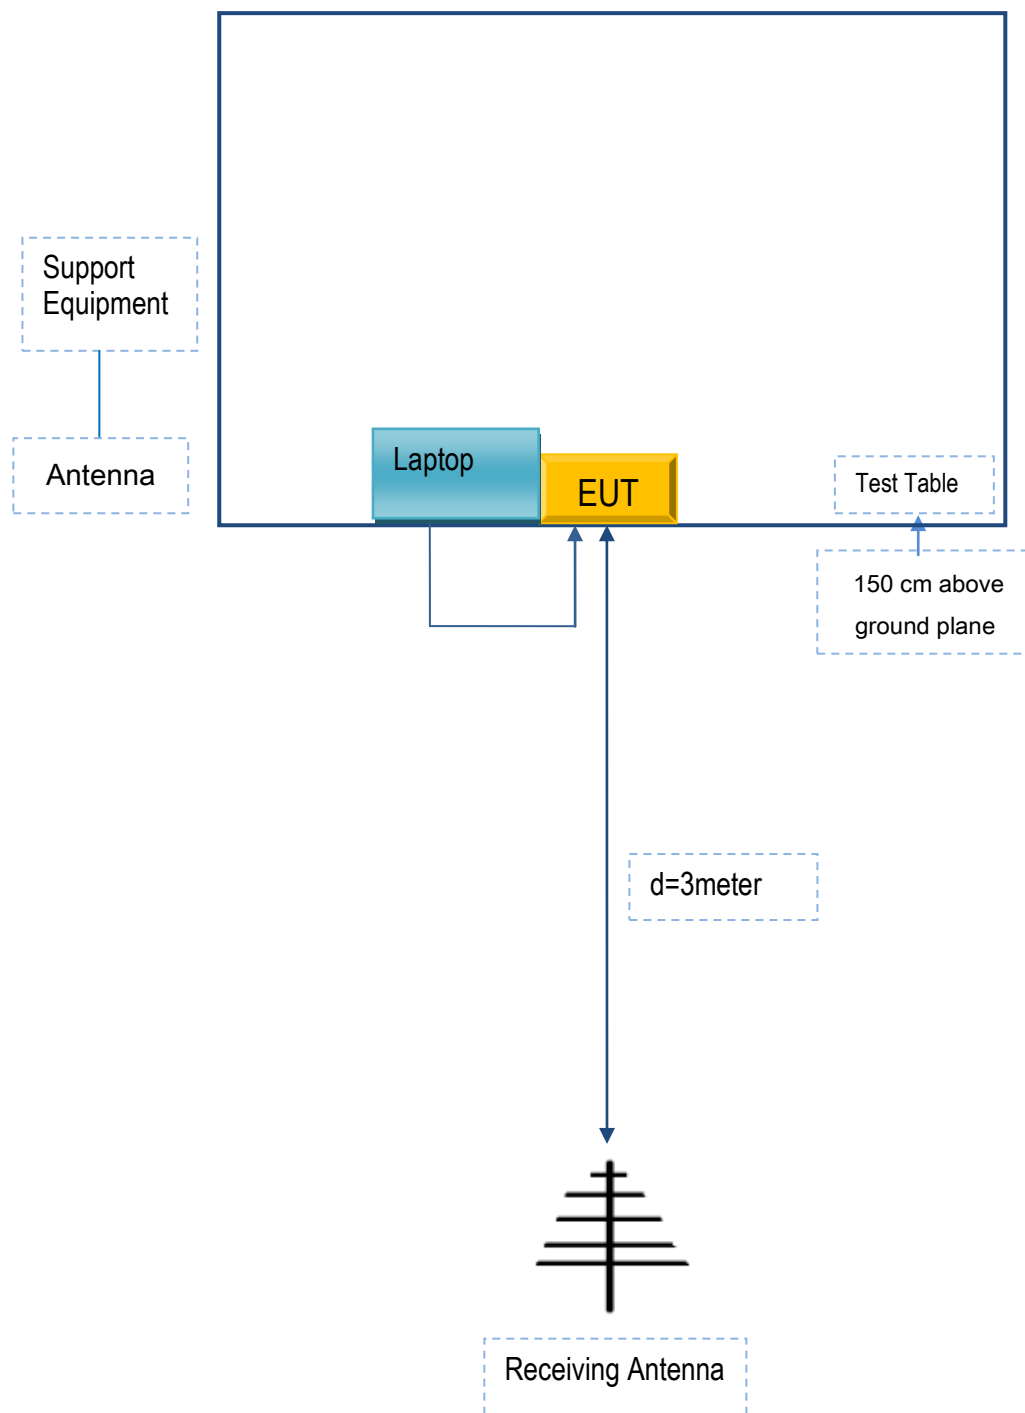 Support
Equipment
Antenna
Laptop
EUT
Test Table
150 cm above
ground plane
d=3meter
Receiving Antenna